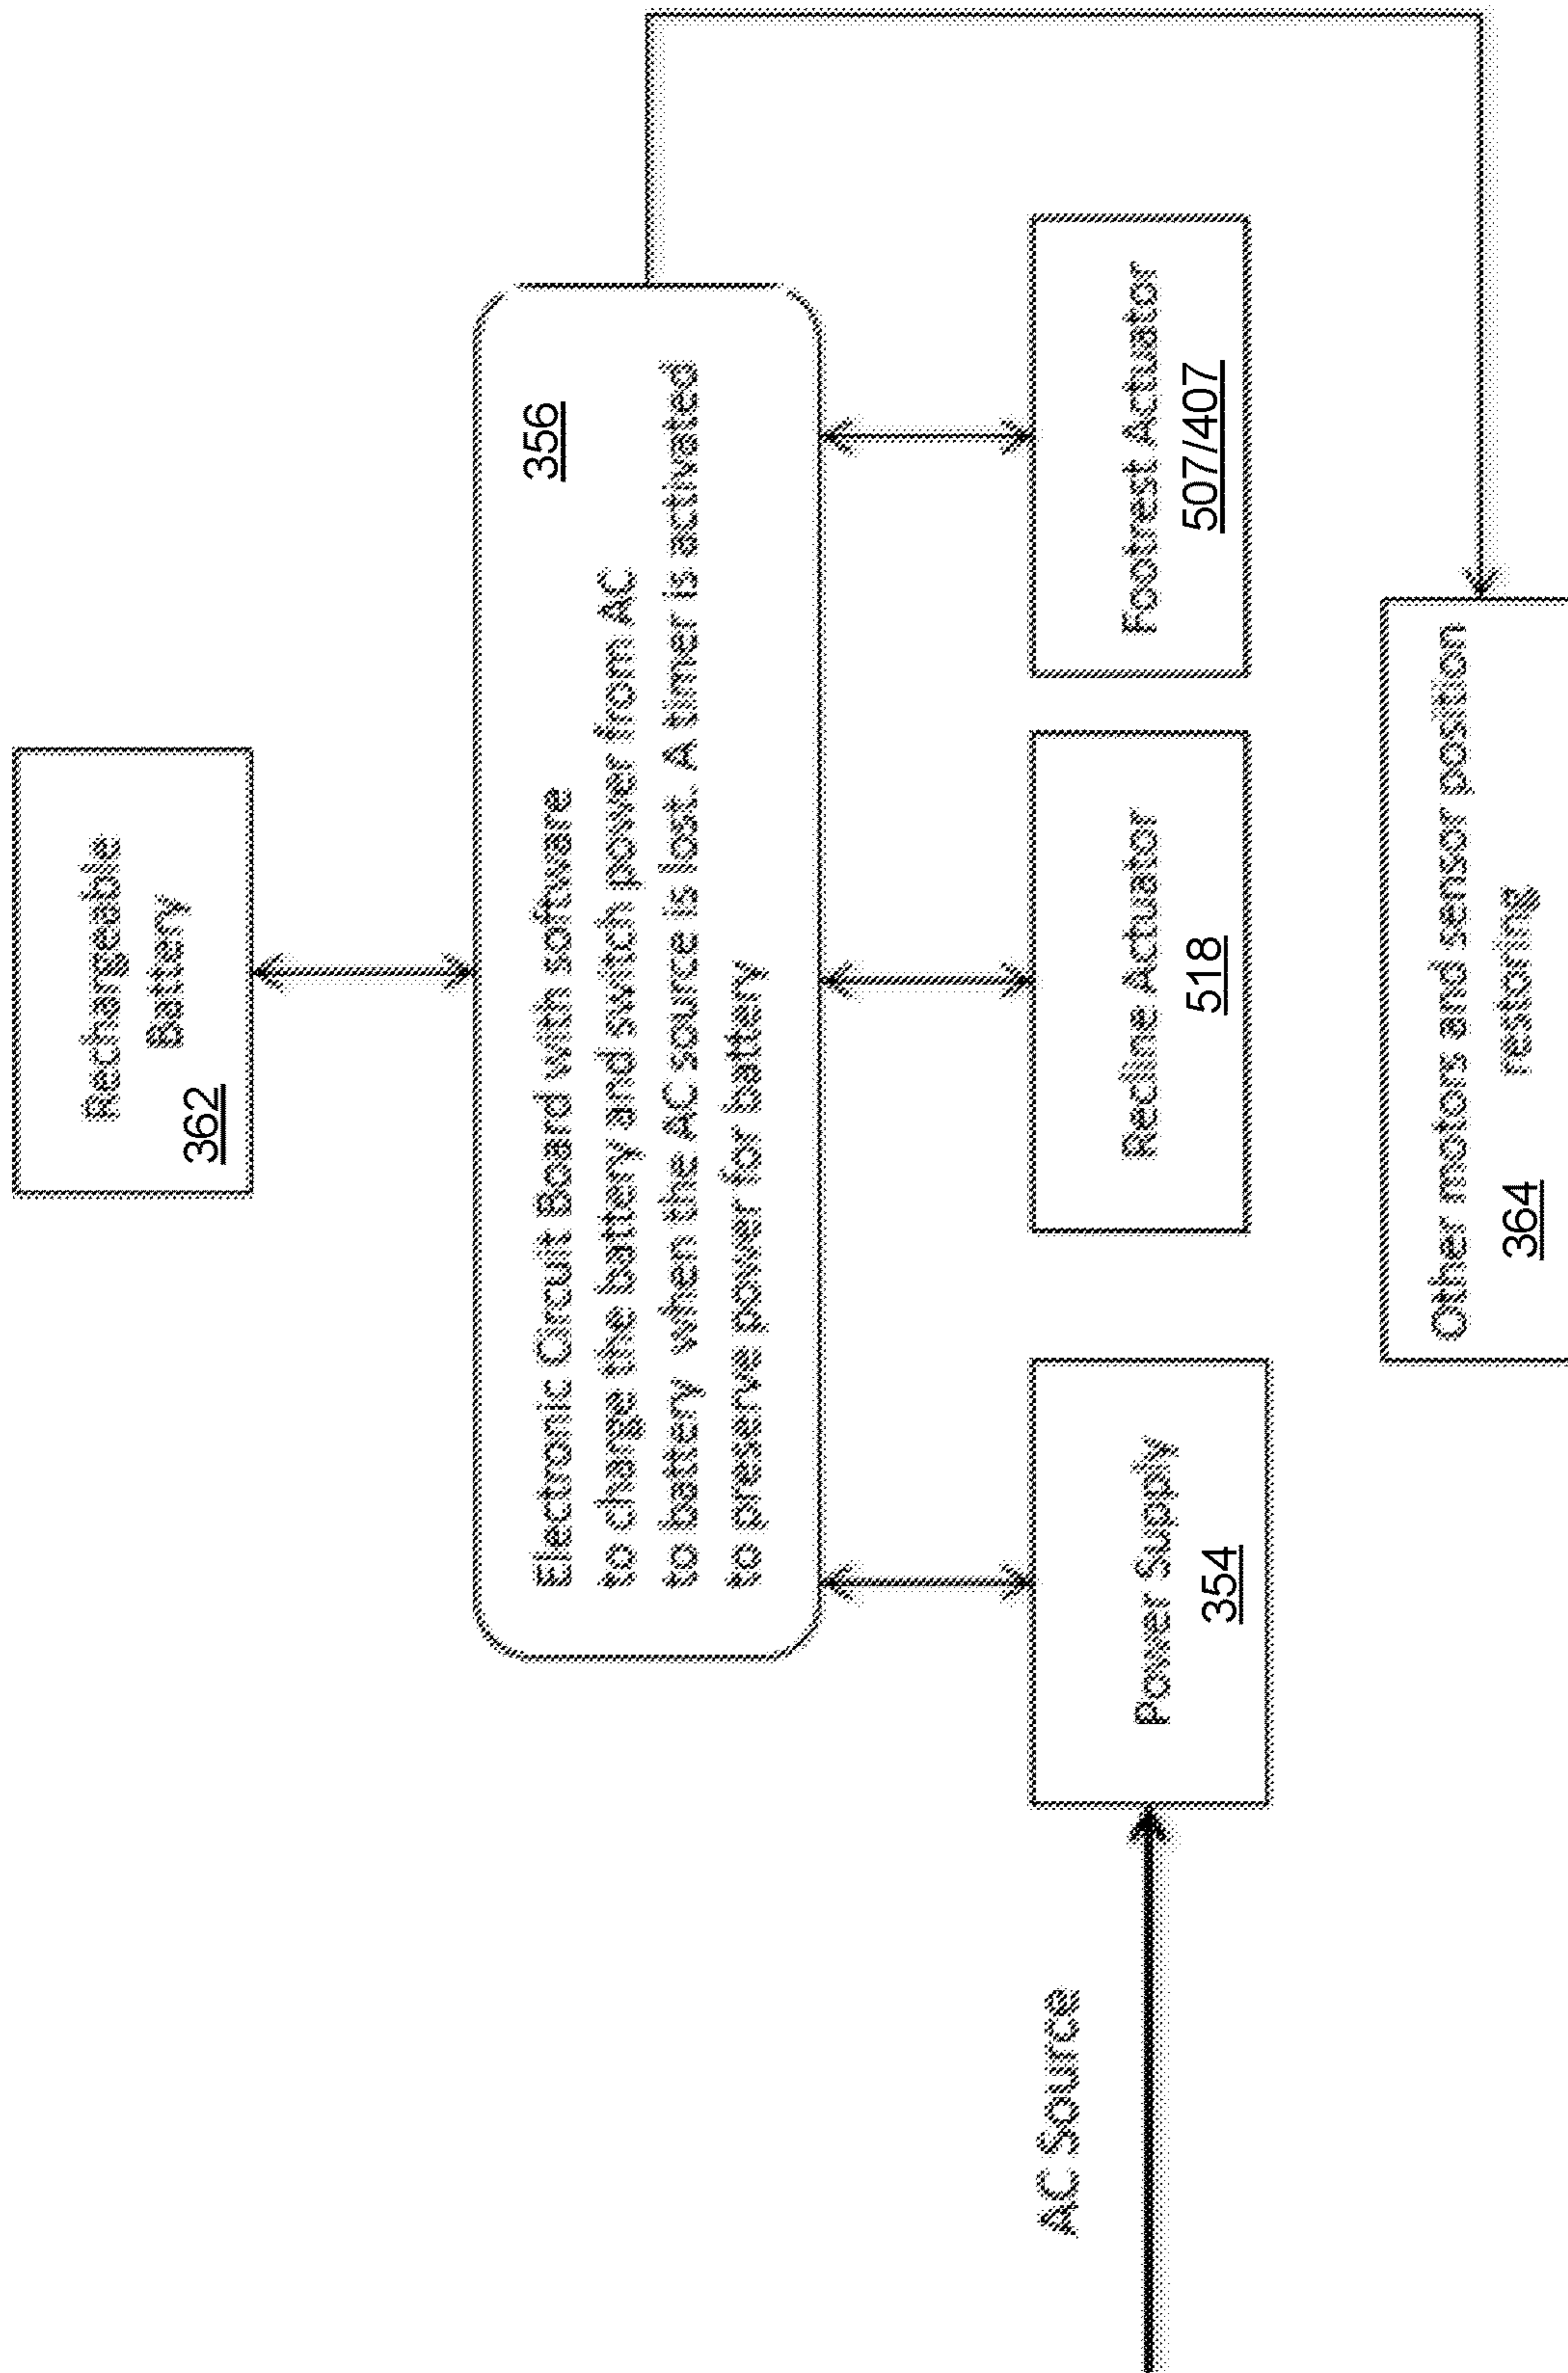 Rechargeable
Battery
362
356
Electronic Circuit Board with software
to charge the battery and switch power from AC
to battery when the AC source is lost. A timer is activated
to preserve power for battery
AC Source
Power Supply
354
Recline Actuator
518
Footrest Actuator
507/407
Other motors and sensor position
restoring
364